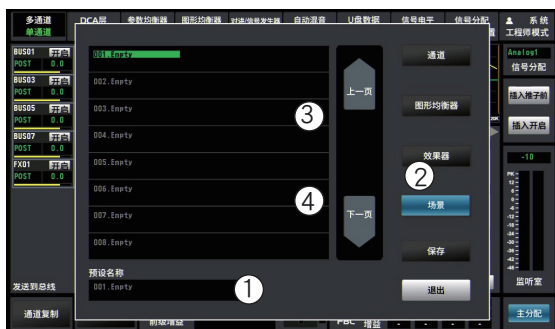 多通道 DCA层 参数均衡器 图形均衡器 对讲/信号发生器 自动混音 U盘数据 信号电平 信号分配 系统
单通道 置 工程师模式
BUS01 开启
POST 0.0
BUS03 开启
POST 0.0
BUS05 开启
POST 0.0
BUS07 开启
POST 0.0
FX01 开启
POST 0.0
发送到总线
通道复制
001.Empty
002.Empty
003.Empty
004.Empty
005.Empty
006.Empty
007.Empty
008.Empty
预设名称
001.Empty
上一页
下一页
③
④
①
②
通道
图形均衡器
效果器
场景
保存
退出
Analog1
信号分配
插入推子前
插入开启
-10
监听室
主分配
前级增益
PBC 增益